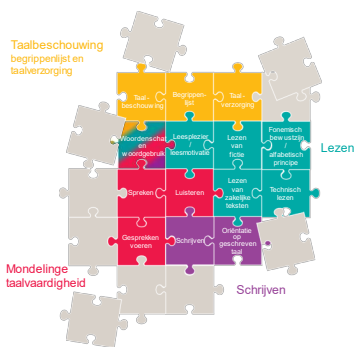 Taalbeschouwing
begrippenlijst en
taalverzorging
Taal-
beschouwing
Begrippen-
lijst
Taal-
verzorging
Woordenschat
en
woordgebruik
Leesplezier
/
leesmotivatie
Lezen
van
fictie
Fonemisch
bewustzijn
/
alfabetisch
principe
Lezen
Spreken
Luisteren
Lezen
van
zakelijke
teksten
Technisch
lezen
Gesprekken
voeren
Schrijven
Oriëntatie
op
geschreven
taal
Mondelinge
taalvaardigheid
Schrijven